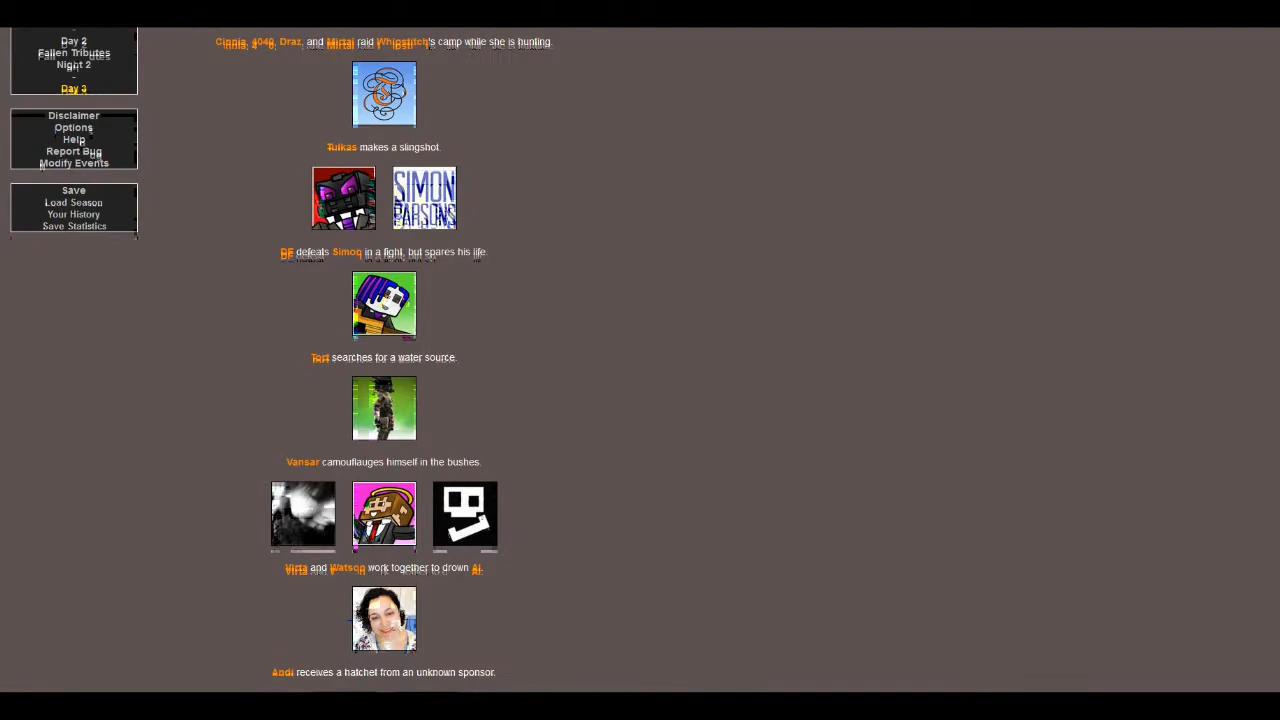 Day 2
Fallen Tributes
Night 2
-
Day 3
Disclaimer
Options
Help
Report Bug
Modify Events
Save
Load Season
Your History
Save Statistics
4040, Draz, and Mirtai raid Whipstitch's camp while she is hunting.
Tulkas makes a slingshot.
SIMON
PARSONS
DF defeats Simon in a fight, but spares his life.
Tort searches for a water source.
Vansar camouflauges himself in the bushes.
Virta and Watson work together to drown Al.
Andi receives a hatchet from an unknown sponsor.